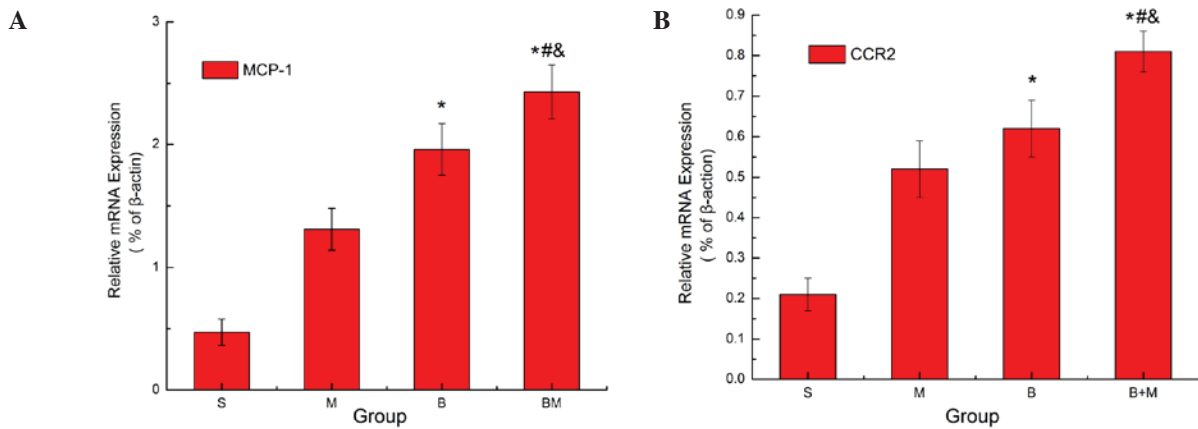 A
3
2
1
0
Relative mRNA Expression
( % of β-actin)
MCP-1
*
*#&
S M B BM
Group
B
0.9
0.8
0.7
0.6
0.5
0.4
0.3
0.2
0.1
0.0
Relative mRNA Expression
( % of β-action)
CCR2
*
*#&
S M B B+M
Group